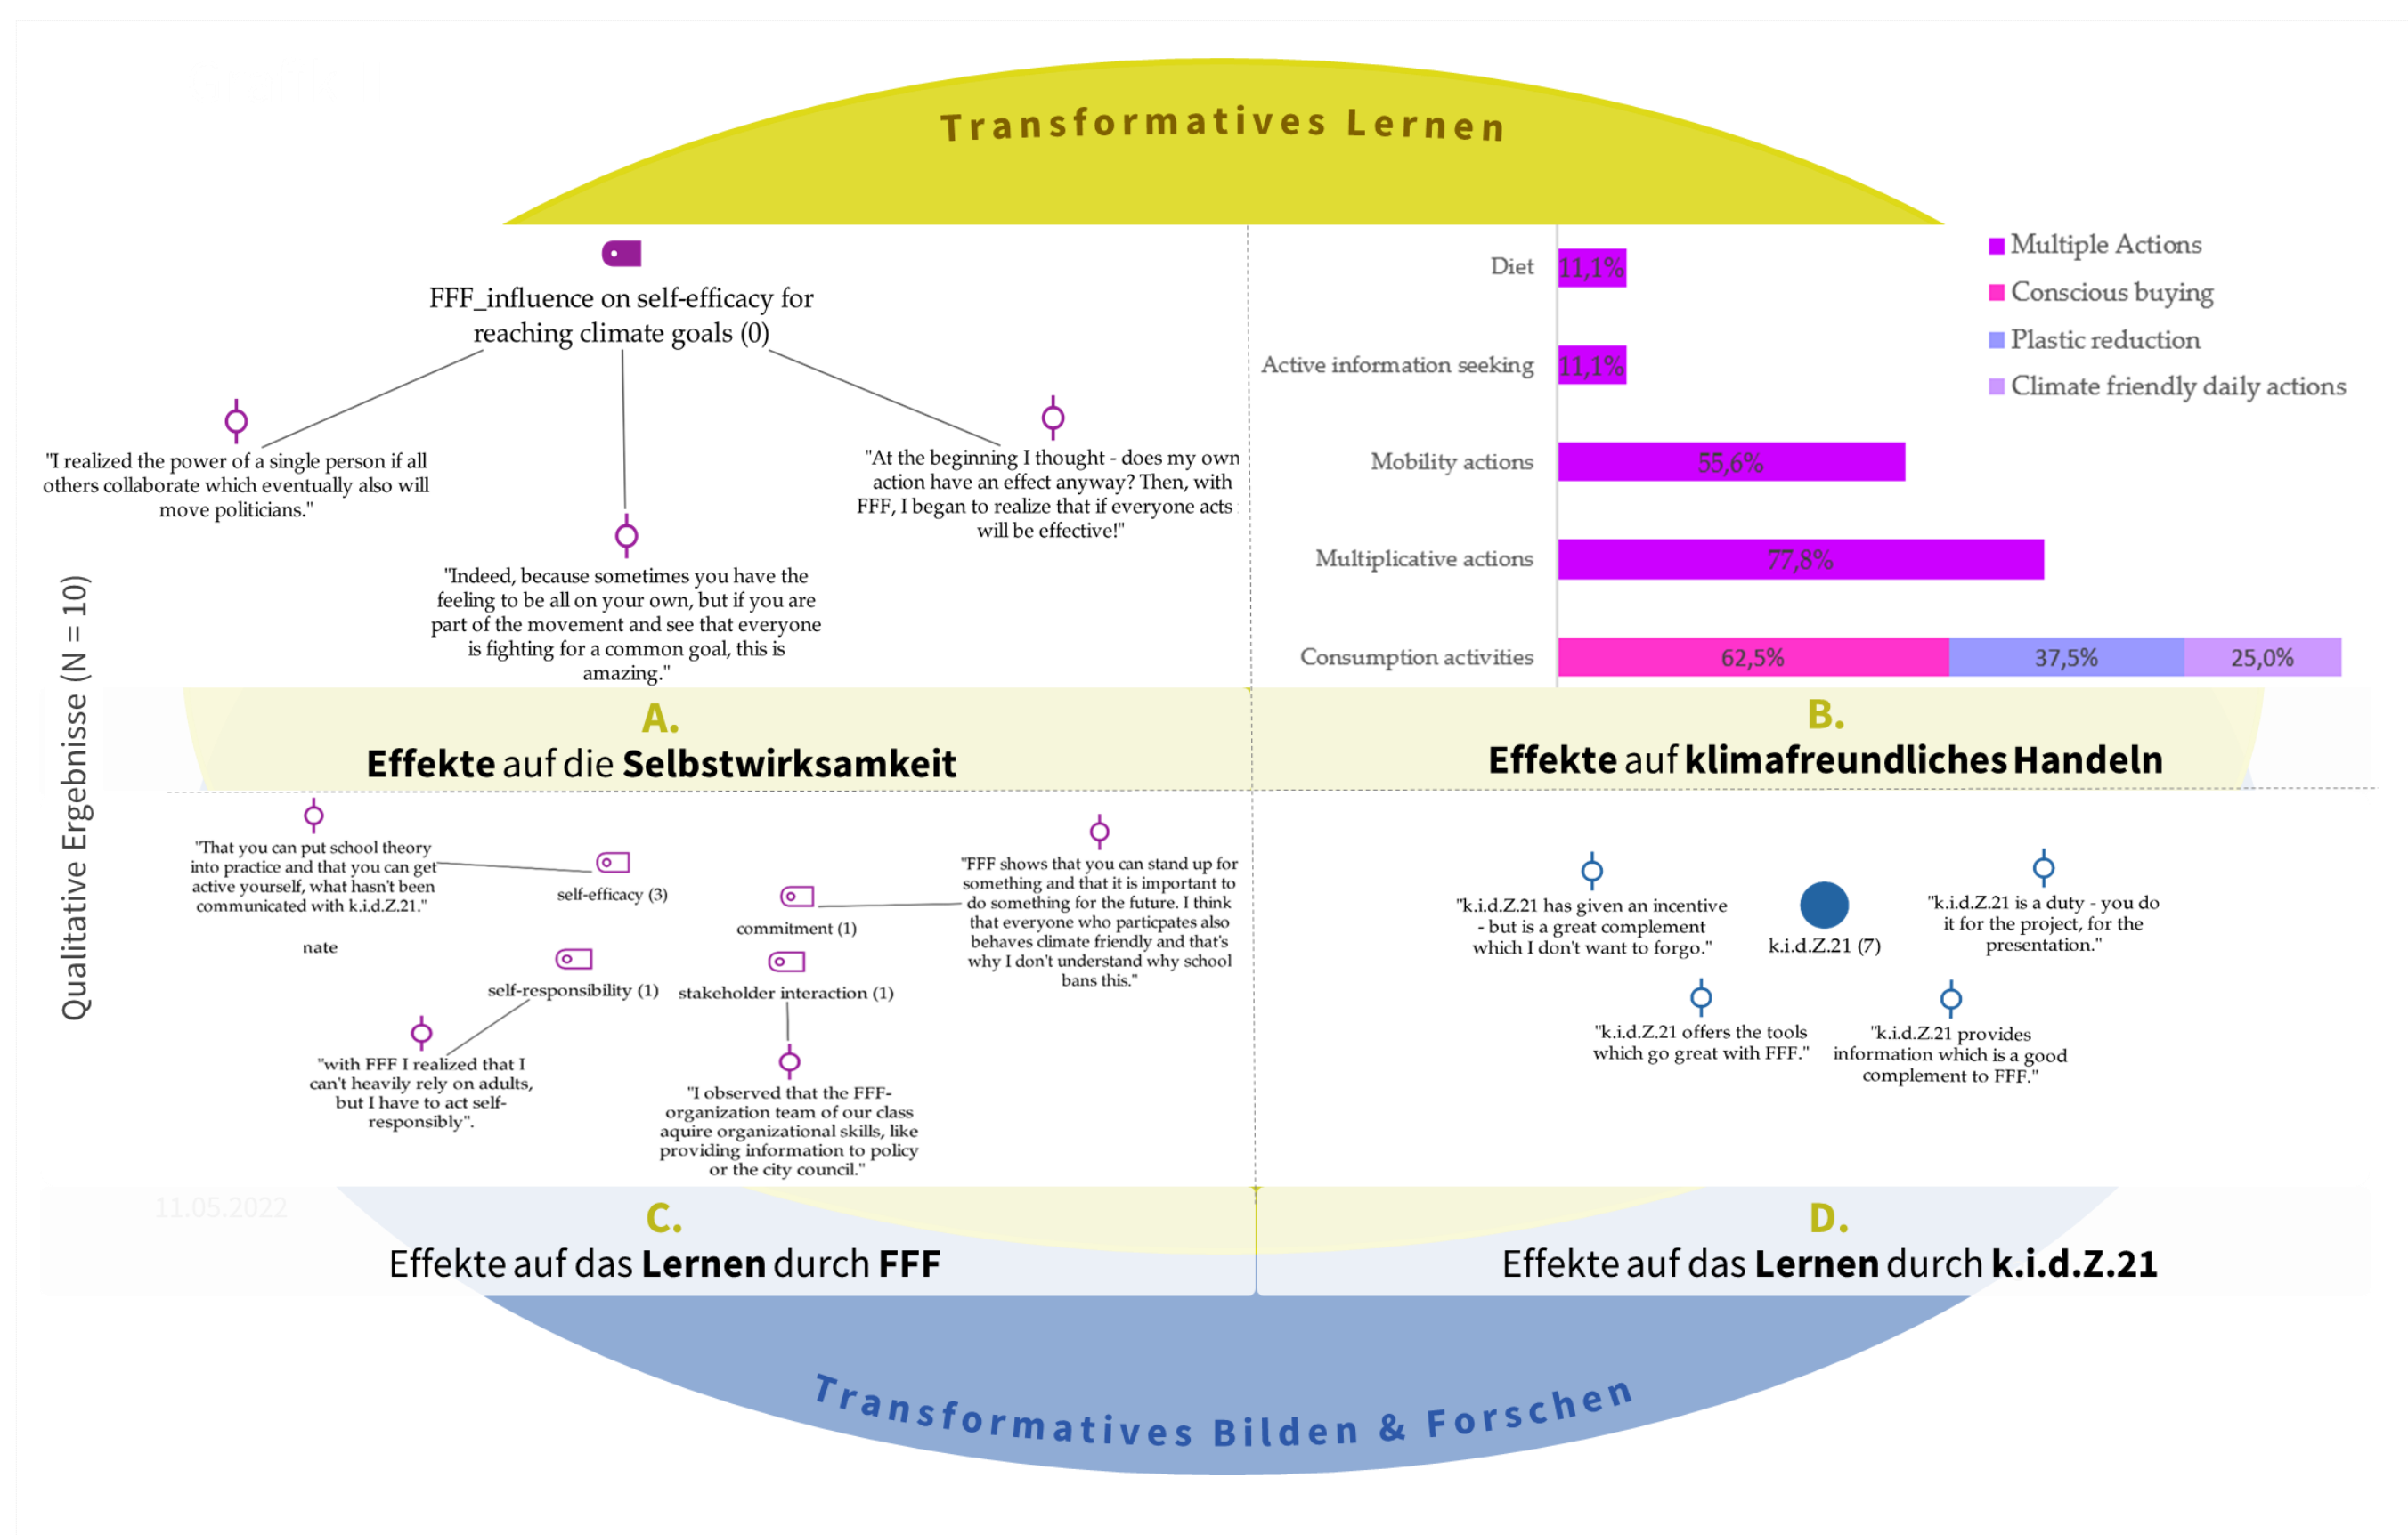 Transformatives Lernen
FFF_influence on self-efficacy for
reaching climate goals (0)
"I realized the power of a single person if all
others collaborate which eventually also will
move politicians."
"Indeed, because sometimes you have the
feeling to be all on your own, but if you are
part of the movement and see that everyone
is fighting for a common goal, this is
amazing."
"At the beginning I thought - does my own
action have an effect anyway? Then, with
FFF, I began to realize that if everyone acts
will be effective!"
Diet
11,1%
Active information seeking
11,1%
Mobility actions
55,6%
Multiplicative actions
77,8%
Consumption activities
62,5%
37,5%
25,0%
Multiple Actions
Conscious buying
Plastic reduction
Climate friendly daily actions
Qualitative Ergebnisse (N = 10)
A.
Effekte auf die Selbstwirksamkeit
B.
Effekte auf klimafreundliches Handeln
"That you can put school theory
into practice and that you can get
active yourself, what hasn't been
communicated with k.i.d.Z.21."
nate
self-efficacy (3)
commitment (1)
"FFF shows that you can stand up for
something and that it is important to
do something for the future. I think
that everyone who particpates also
behaves climate friendly and that's
why I don't understand why school
bans this."
self-responsibility (1)
stakeholder interaction (1)
"with FFF I realized that I
can't heavily rely on adults,
but I have to act self-
responsibly".
"I observed that the FFF-
organization team of our class
aquire organizational skills, like
providing information to policy
or the city council."
"k.i.d.Z.21 has given an incentive
- but is a great complement
which I don't want to forgo."
k.i.d.Z.21 (7)
"k.i.d.Z.21 is a duty - you do
it for the project, for the
presentation."
"k.i.d.Z.21 offers the tools
which go great with FFF."
"k.i.d.Z.21 provides
information which is a good
complement to FFF."
11.05.2022
C.
Effekte auf das Lernen durch FFF
D.
Effekte auf das Lernen durch k.i.d.Z.21
Transformatives Bilden & Forschen